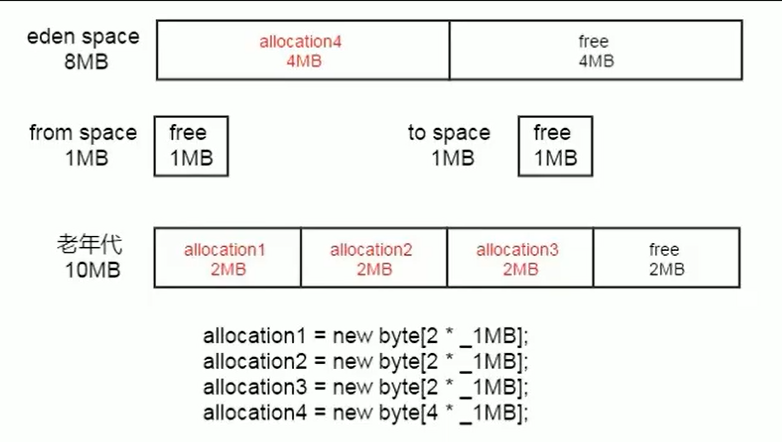 eden space
8MB
allocation4
4MB
free
4MB
from space
1MB
free
1MB
to space
1MB
free
1MB
老年代
10MB
allocation1
2MB
allocation2
2MB
allocation3
2MB
free
2MB
allocation1 = new byte[2 * _1MB];
allocation2 = new byte[2 * _1MB];
allocation3 = new byte[2 * _1MB];
allocation4 = new byte[4 * _1MB];